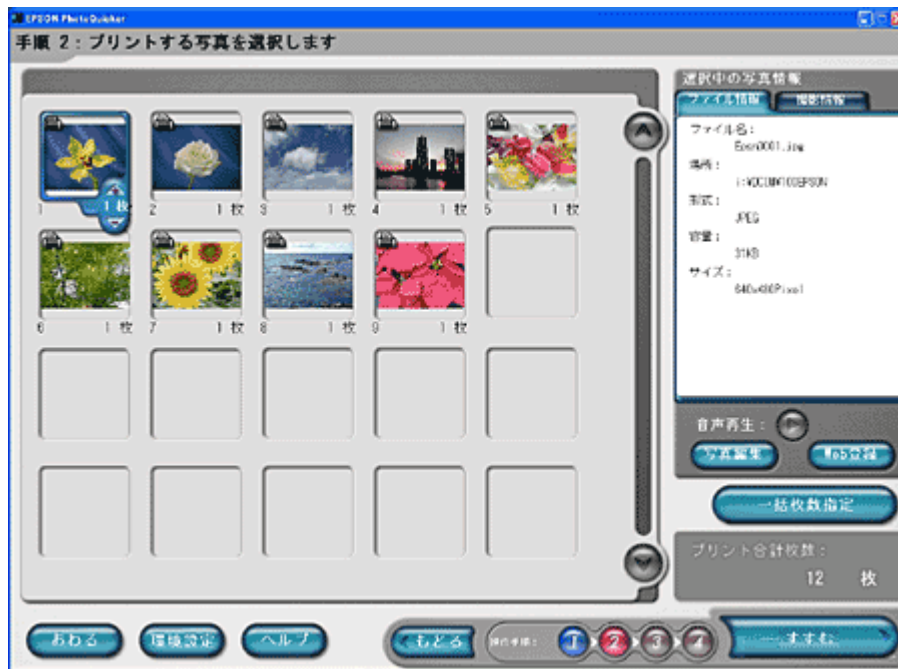 EPSON PhotoQuicker
手順 2：プリントする写真を選択します
選択中の写真情報
ファイル情報 撮影情報
ファイル名：
Epsn0001.jpg
場所：
i:¥DCIM¥100EPSON
形式：
JPEG
容量：
31KB
サイズ：
640x480Pixel
1 1 枚
2 1 枚
3 1 枚
4 1 枚
5 1 枚
6 1 枚
7 1 枚
8 1 枚
9 1 枚
音声再生：
写真編集 Web登録
一括枚数指定
プリント合計枚数：
12 枚
おわる 環境設定 ヘルプ もどる 操作手順： 1 2 3 4 すすむ